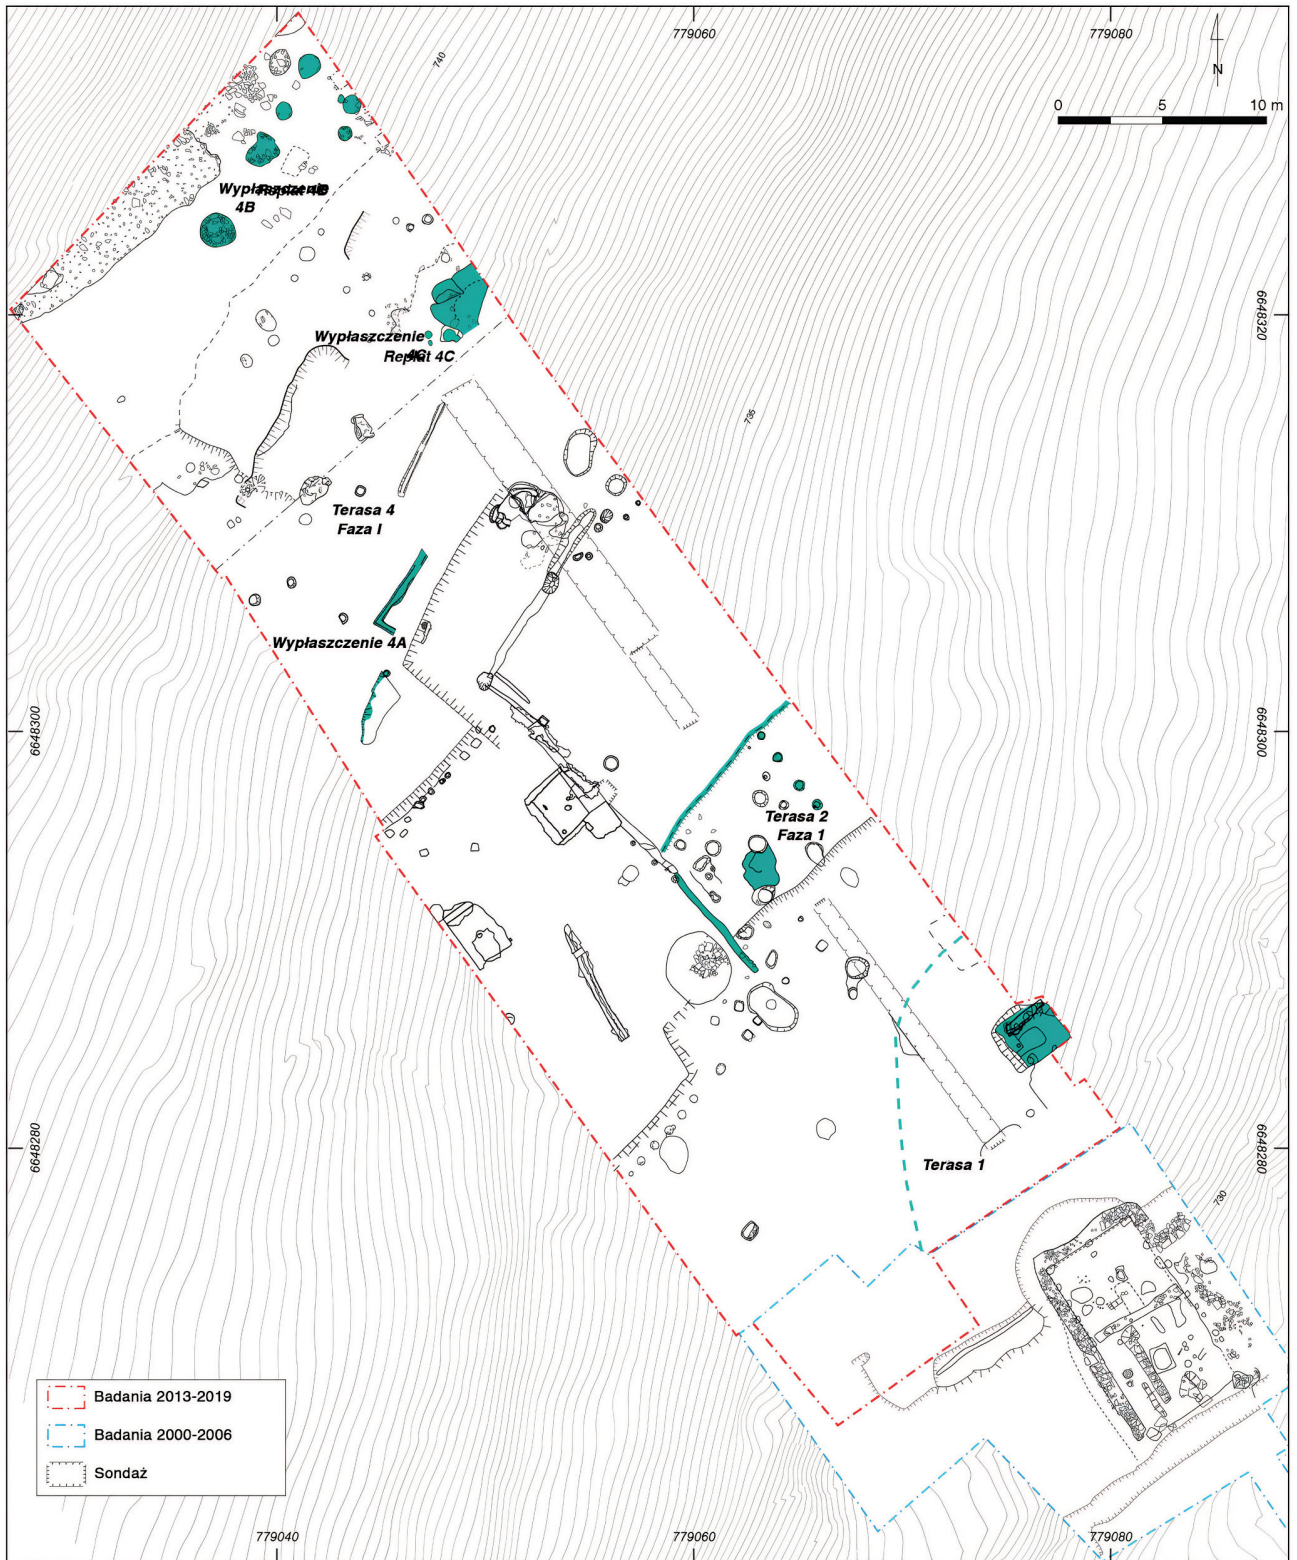 779060
779080
740
N
0 5 10 m
Wypłaszczenie
4B
6648320
Wypłaszczenie
Replat 4C
735
Terasa 4
Faza I
Wypłaszczenie 4A
6648300
6648300
Terasa 2
Faza 1
6648280
6648280
Terasa 1
730
Badania 2013-2019
Badania 2000-2006
Sondaż
779040
779060
779080